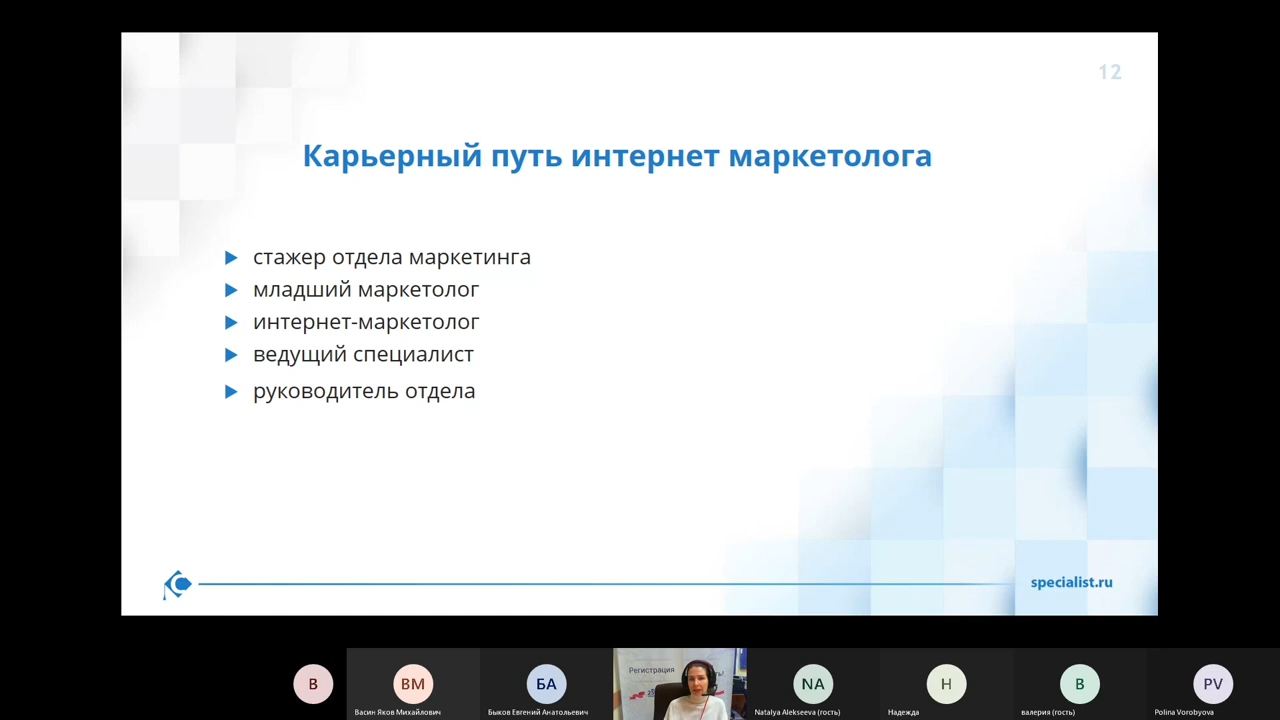 12
Карьерный путь интернет маркетолога
стажер отдела маркетинга
младший маркетолог
интернет-маркетолог
ведущий специалист
руководитель отдела
specialist.ru
В
ВМ
БА
Регистрация
NA
Н
В
PV
Васин Яков Михайлович
Быков Евгений Анатольевич
Natalya Alekseeva (гость)
Надежда
валерия (гость)
Polina Vorobyova